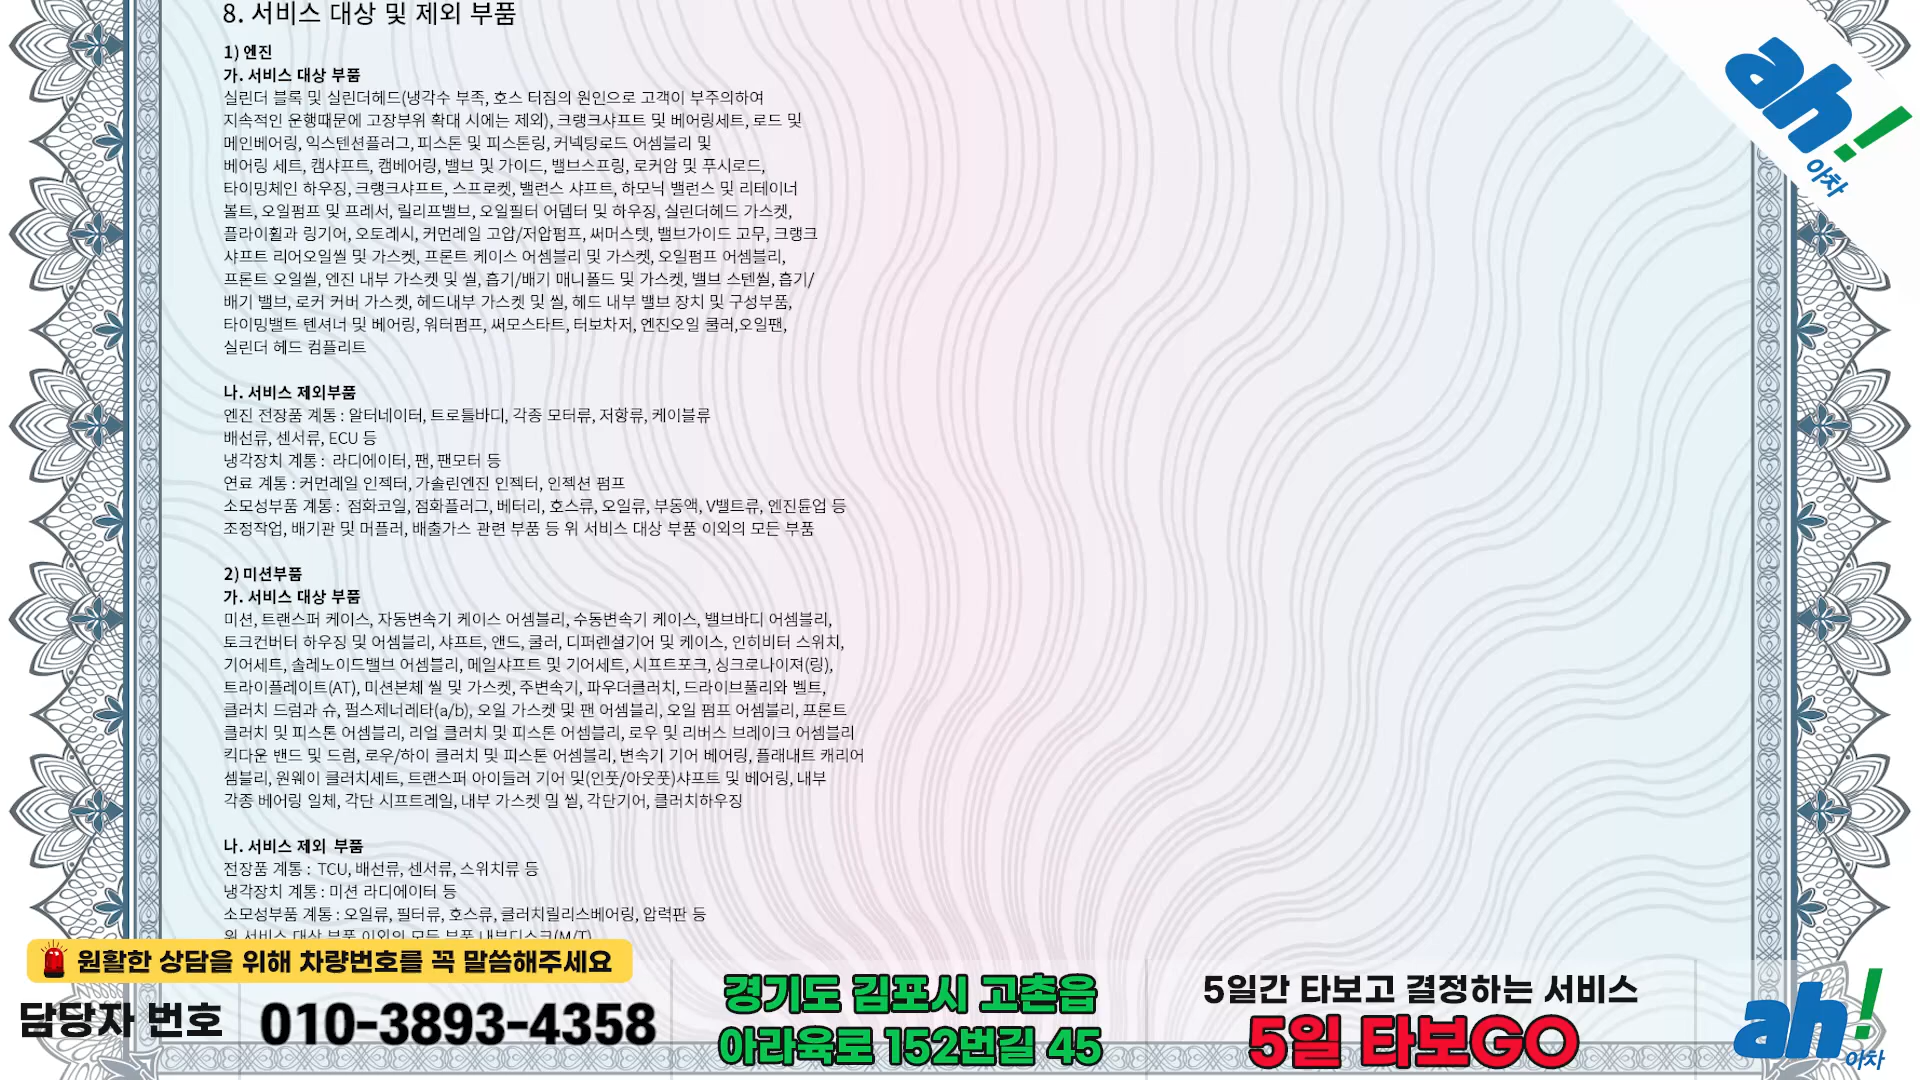 8. 서비스 대상 및 제외 부품
1) 엔진
가. 서비스 대상 부품
실린더 블록 및 실린더헤드(냉각수 부족, 호스 터짐의 원인으로 고객이 부주의하여
지속적인 운행때문에 고장부위 확대 시에는 제외), 크랭크샤프트 및 베어링세트, 로드 및
메인베어링, 익스텐션플러그, 피스톤 및 피스톤링, 커넥팅로드 어셈블리 및
베어링 세트, 캠샤프트, 캠베어링, 밸브 및 가이드, 밸브스프링, 로커암 및 푸시로드,
타이밍체인 하우징, 크랭크샤프트, 스프로켓, 밸런스 샤프트, 하모닉 밸런스 및 리테이너
볼트, 오일펌프 및 프레서, 릴리프밸브, 오일필터 어뎁터 및 하우징, 실린더헤드 가스켓,
플라이휠과 링기어, 오토래시, 커먼레일 고압/저압펌프, 써머스텟, 밸브가이드 고무, 크랭크
샤프트 리어오일씰 및 가스켓, 프론트 케이스 어셈블리 및 가스켓, 오일펌프 어셈블리,
프론트 오일씰, 엔진 내부 가스켓 및 씰, 흡기/배기 매니폴드 및 가스켓, 밸브 스텐씰, 흡기/
배기 밸브, 로커 커버 가스켓, 헤드내부 가스켓 및 씰, 헤드 내부 밸브 장치 및 구성부품,
타이밍밸트 텐셔너 및 베어링, 워터펌프, 써모스타트, 터보차저, 엔진오일 쿨러,오일팬,
실린더 헤드 컴플리트
나. 서비스 제외부품
엔진 전장품 계통 : 알터네이터, 트로틀바디, 각종 모터류, 저항류, 케이블류
배선류, 센서류, ECU 등
냉각장치 계통 : 라디에이터, 팬, 팬모터 등
연료 계통 : 커먼레일 인젝터, 가솔린엔진 인젝터, 인젝션 펌프
소모성부품 계통 : 점화코일, 점화플러그, 베터리, 호스류, 오일류, 부동액, V밸트류, 엔진튠업 등
조정작업, 배기관 및 머플러, 배출가스 관련 부품 등 위 서비스 대상 부품 이외의 모든 부품
2) 미션부품
가. 서비스 대상 부품
미션, 트랜스퍼 케이스, 자동변속기 케이스 어셈블리, 수동변속기 케이스, 밸브바디 어셈블리,
토크컨버터 하우징 및 어셈블리, 샤프트, 앤드, 쿨러, 디퍼렌설기어 및 케이스, 인히비터 스위치,
기어세트, 솔레노이드밸브 어셈블리, 메일샤프트 및 기어세트, 시프트포크, 싱크로나이져(링),
트라이플레이트(AT), 미션본체 씰 및 가스켓, 주변속기, 파우더클러치, 드라이브풀리와 벨트,
클러치 드럼과 슈, 펄스제너레타(a/b), 오일 가스켓 및 팬 어셈블리, 오일 펌프 어셈블리, 프론트
클러치 및 피스톤 어셈블리, 리얼 클러치 및 피스톤 어셈블리, 로우 및 리버스 브레이크 어셈블리
킥다운 밴드 및 드럼, 로우/하이 클러치 및 피스톤 어셈블리, 변속기 기어 베어링, 플래내트 캐리어
셈블리, 원웨이 클러치세트, 트랜스퍼 아이들러 기어 및(인풋/아웃풋)샤프트 및 베어링, 내부
각종 베어링 일체, 각단 시프트레일, 내부 가스켓 밀 씰, 각단기어, 클러치하우징
나. 서비스 제외 부품
전장품 계통 : TCU, 배선류, 센서류, 스위치류 등
냉각장치 계통 : 미션 라디에이터 등
소모성부품 계통 : 오일류, 필터류, 호스류, 클러치릴리스베어링, 압력판 등
위 서비스 대상 부품 이외의 모든 부품 내부디스크(M/T)
ah!
아차
원활한 상담을 위해 차량번호를 꼭 말씀해주세요
담당자 번호 010-3893-4358
경기도 김포시 고촌읍
아라육로 152번길 45
5일간 타보고 결정하는 서비스
5일 타보GO
ah!
아차